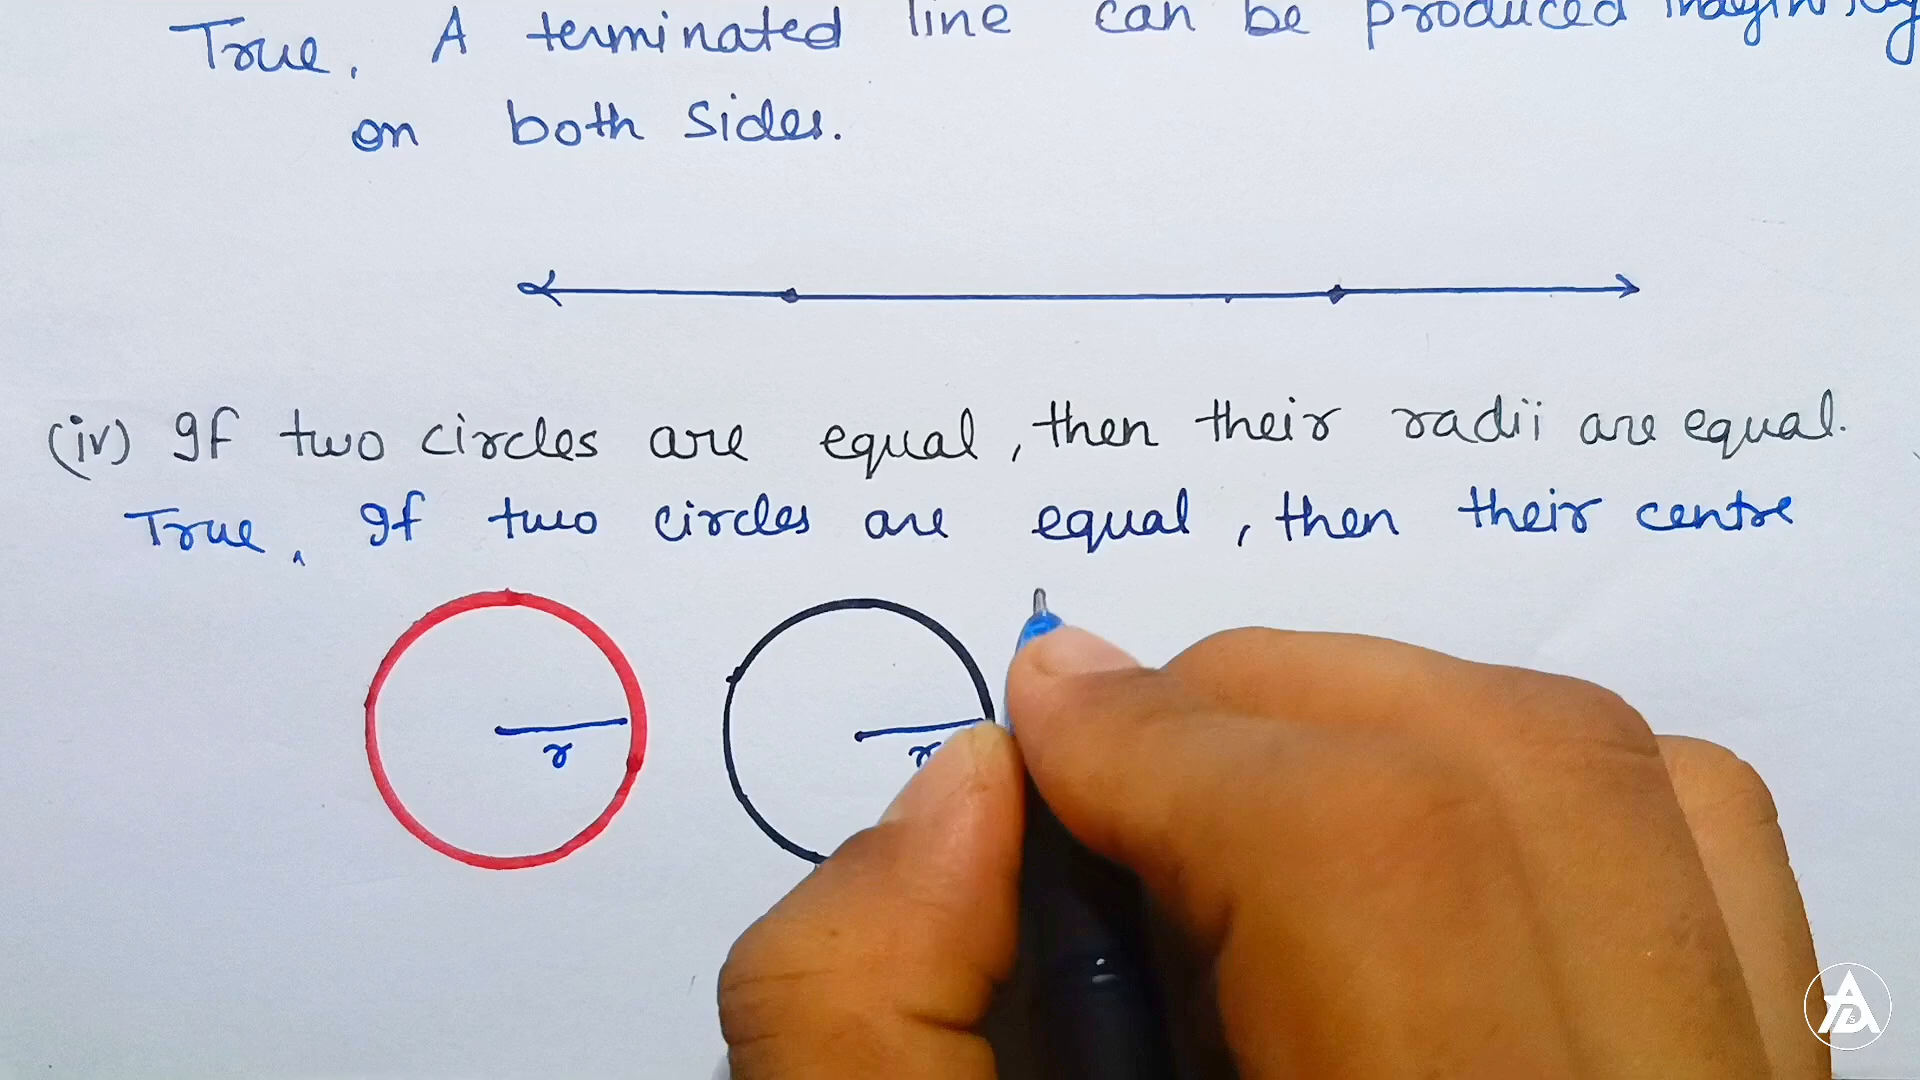 True. A terminated line can be produced
on both sides.
(iv) If two circles are equal, then their radii are equal.
True. If two circles are equal, then their centre
r r